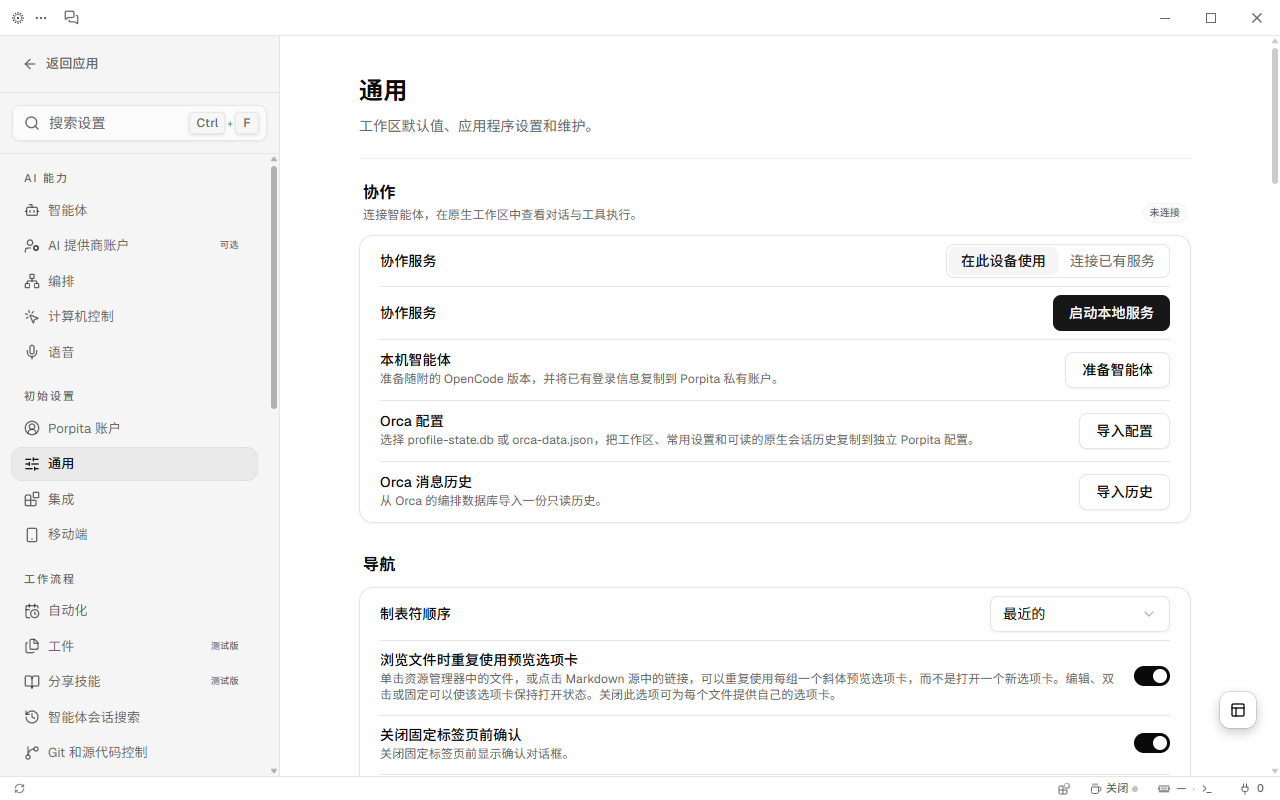 返回应用
搜索设置 Ctrl + F
AI 能力
智能体
AI 提供商账户 可选
编排
计算机控制
语音
初始设置
Porpita 账户
通用
集成
移动端
工作流程
自动化
工件 测试版
分享技能 测试版
智能体会话搜索
Git 和源代码控制
通用
工作区默认值、应用程序设置和维护。
协作
连接智能体，在原生工作区中查看对话与工具执行。
未连接
协作服务 在此设备使用 连接已有服务
协作服务 启动本地服务
本机智能体
准备随附的 OpenCode 版本，并将已有登录信息复制到 Porpita 私有账户。
准备智能体
Orca 配置
选择 profile-state.db 或 orca-data.json，把工作区、常用设置和可读的原生会话历史复制到独立 Porpita 配置。
导入配置
Orca 消息历史
从 Orca 的编排数据库导入一份只读历史。
导入历史
导航
制表符顺序 最近的
浏览文件时重复使用预览选项卡
单击资源管理器中的文件，或点击 Markdown 源中的链接，可以重复使用每组一个斜体预览选项卡，而不是打开一个新选项卡。编辑、双
击或固定可以使该选项卡保持打开状态。关闭此选项可为每个文件提供自己的选项卡。
关闭固定标签页前确认
关闭固定标签页前显示确认对话框。
关闭 — · 0